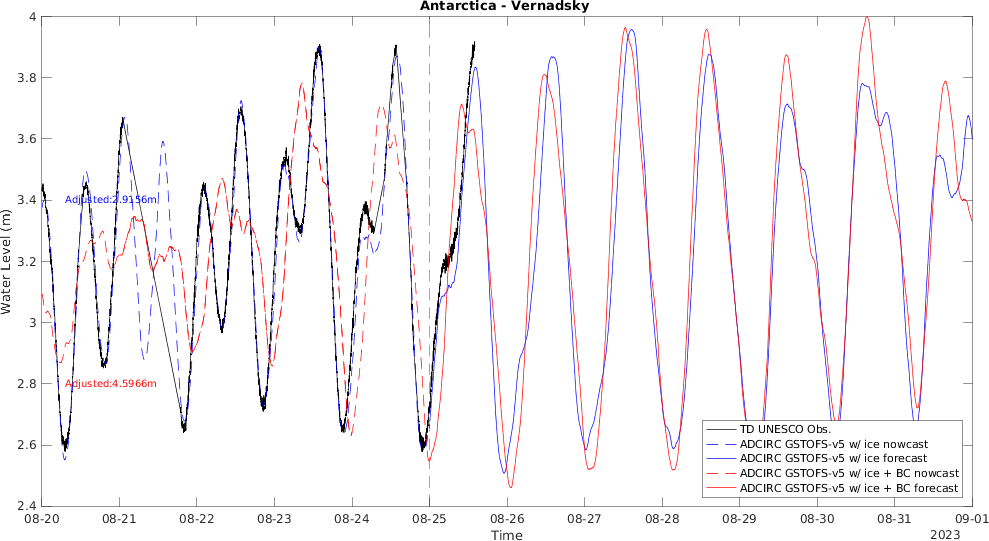 Antarctica - Vernadsky
4
3.8
3.6
3.4
3.2
3
2.8
2.6
2.4
Water Level (m)
Adjusted:2.9156m
Adjusted:4.5966m
TD UNESCO Obs.
ADCIRC GSTOFS-v5 w/ ice nowcast
ADCIRC GSTOFS-v5 w/ ice forecast
ADCIRC GSTOFS-v5 w/ ice + BC nowcast
ADCIRC GSTOFS-v5 w/ ice + BC forecast
08-20 08-21 08-22 08-23 08-24 08-25 08-26 08-27 08-28 08-29 08-30 08-31 09-01
Time
2023